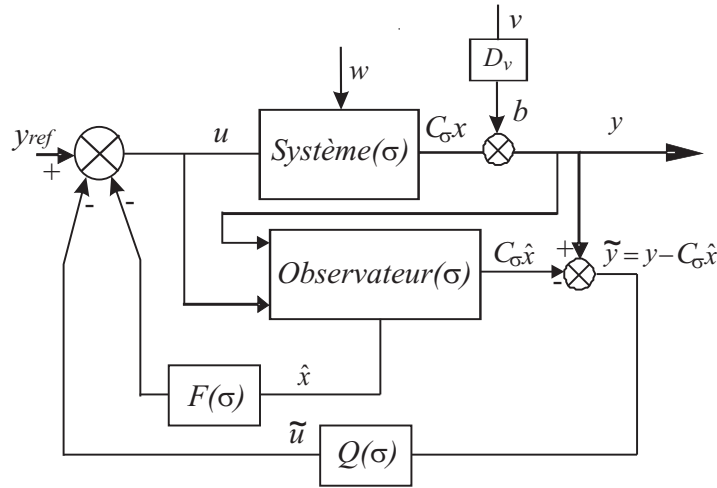 v
D_v
w
b
y_ref
+
u
Système(σ)
C_σx
y
-
-
Observateur(σ)
C_σx̂
+
-
ỹ = y – C_σx̂
F(σ)
x̂
ũ
Q(σ)